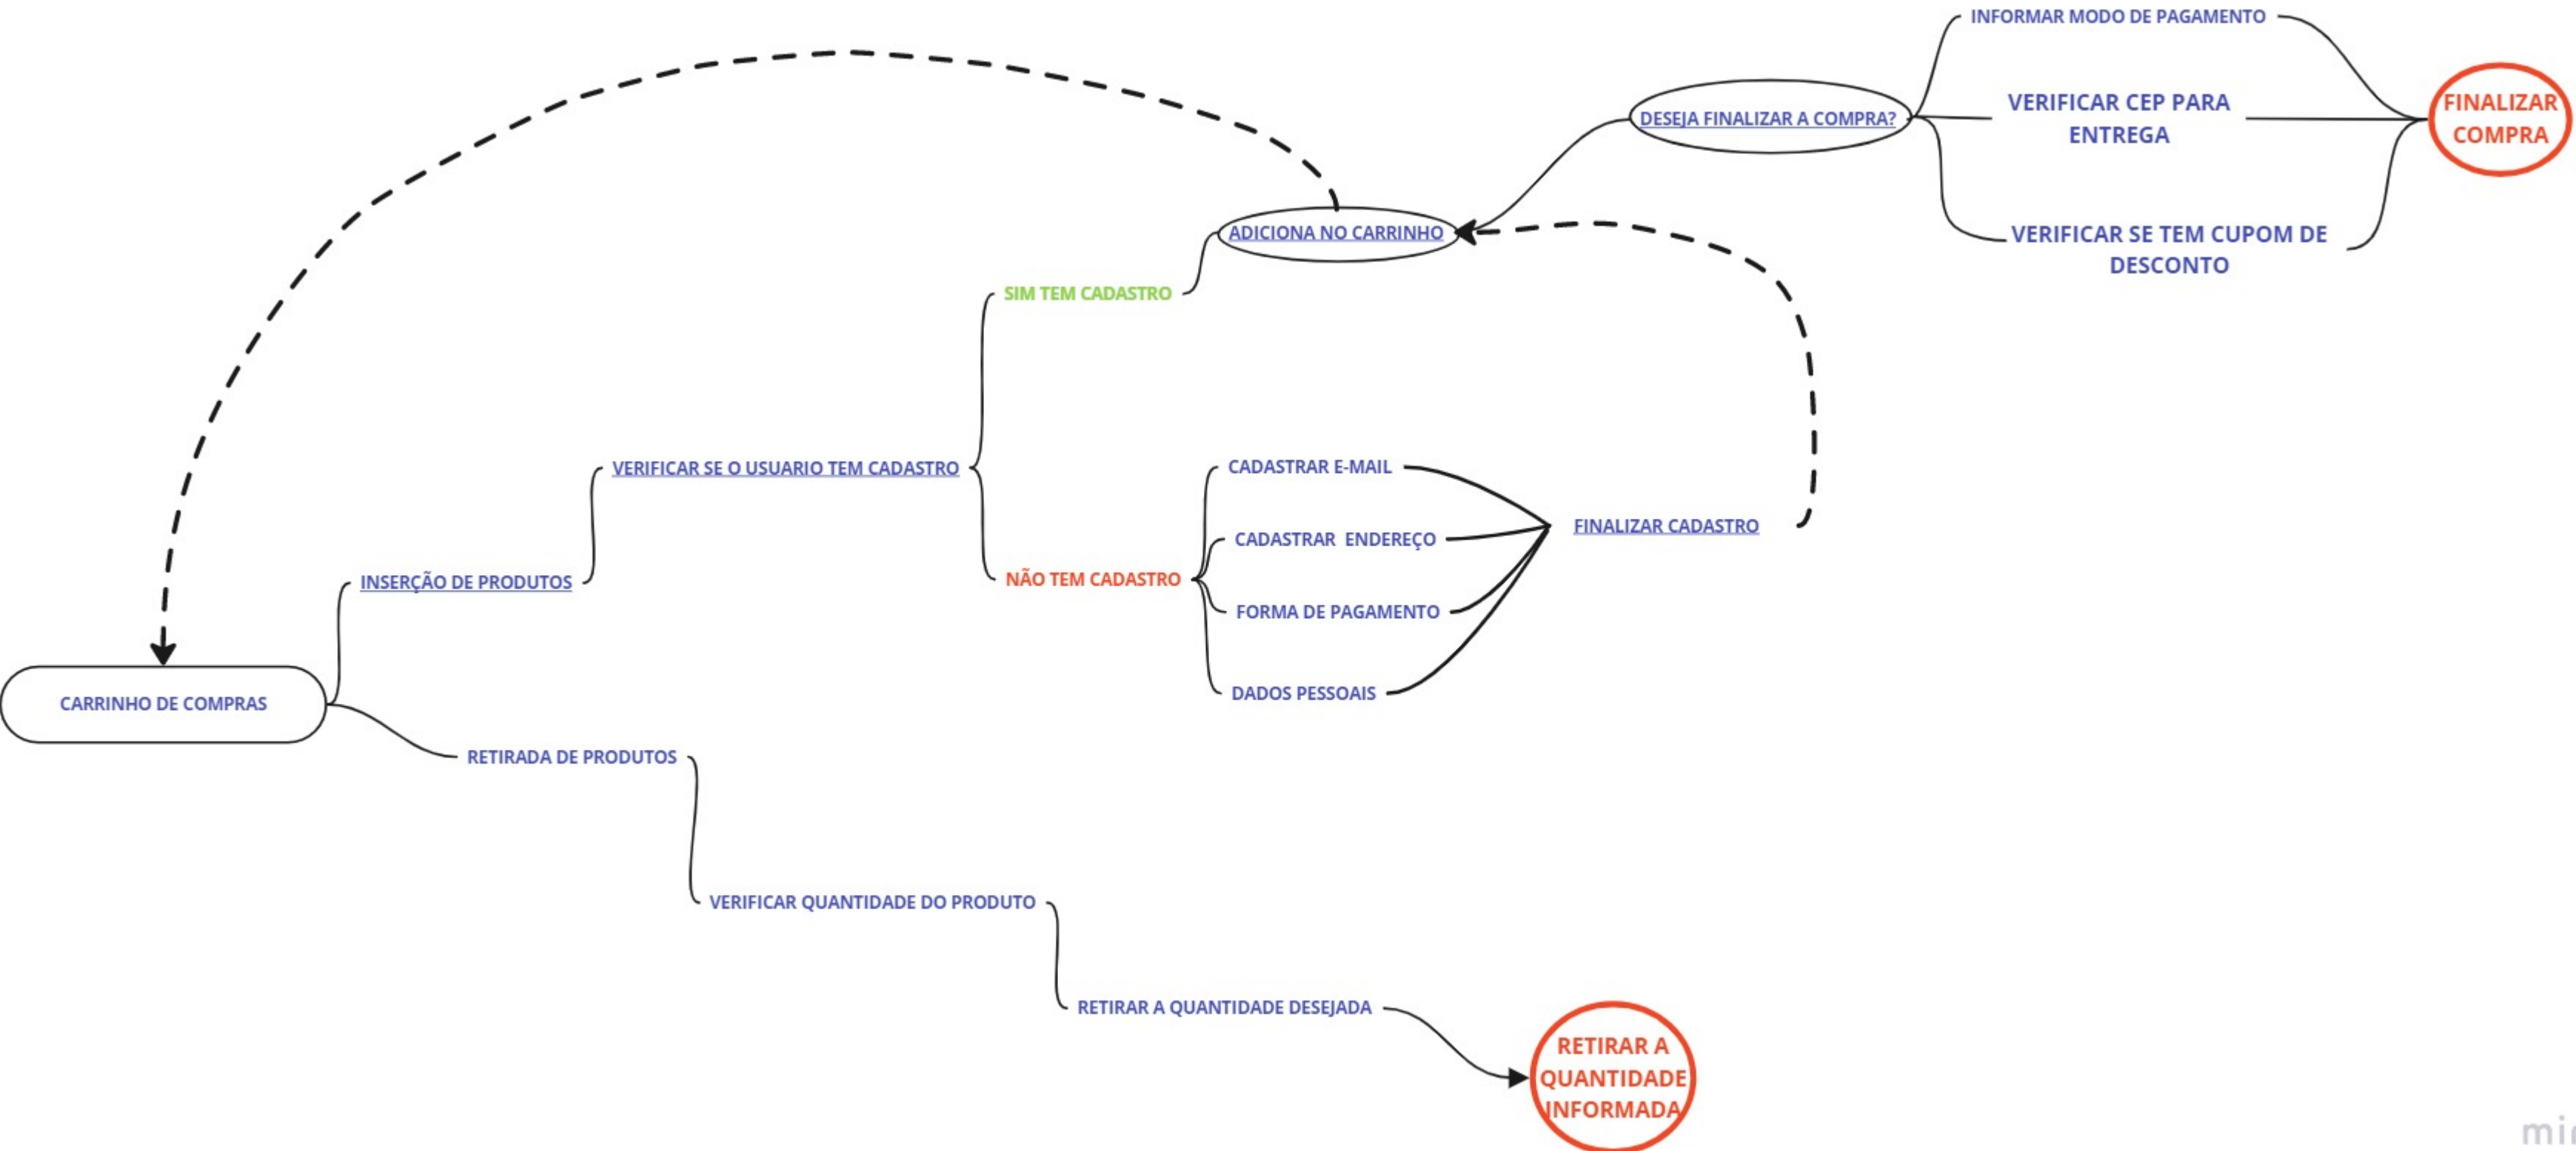 INFORMAR MODO DE PAGAMENTO
VERIFICAR CEP PARA
ENTREGA
FINALIZAR
COMPRA
DESEJA FINALIZAR A COMPRA?
VERIFICAR SE TEM CUPOM DE
DESCONTO
ADICIONA NO CARRINHO
SIM TEM CADASTRO
VERIFICAR SE O USUARIO TEM CADASTRO
CADASTRAR E-MAIL
CADASTRAR ENDEREÇO
FINALIZAR CADASTRO
NÃO TEM CADASTRO
FORMA DE PAGAMENTO
DADOS PESSOAIS
INSERÇÃO DE PRODUTOS
CARRINHO DE COMPRAS
RETIRADA DE PRODUTOS
VERIFICAR QUANTIDADE DO PRODUTO
RETIRAR A QUANTIDADE DESEJADA
RETIRAR A
QUANTIDADE
INFORMADA